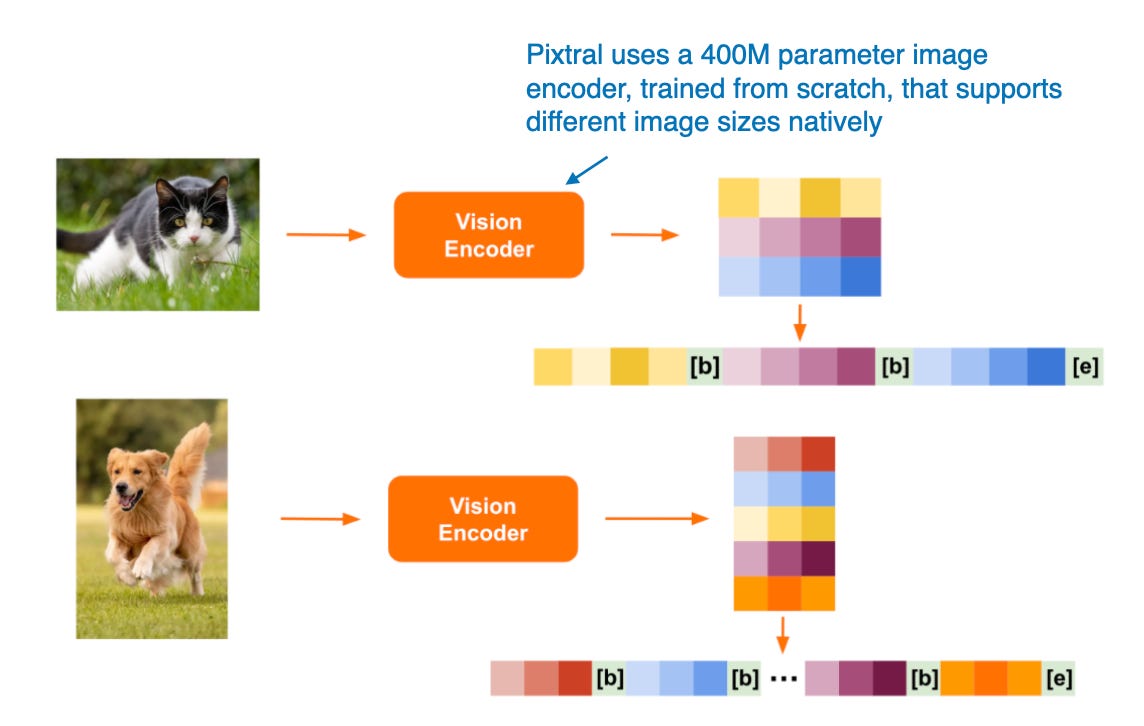 Pixtral uses a 400M parameter image
encoder, trained from scratch, that supports
different image sizes natively
Vision
Encoder
[b] [b] [e]
Vision
Encoder
[b] [b] ... [b] [e]